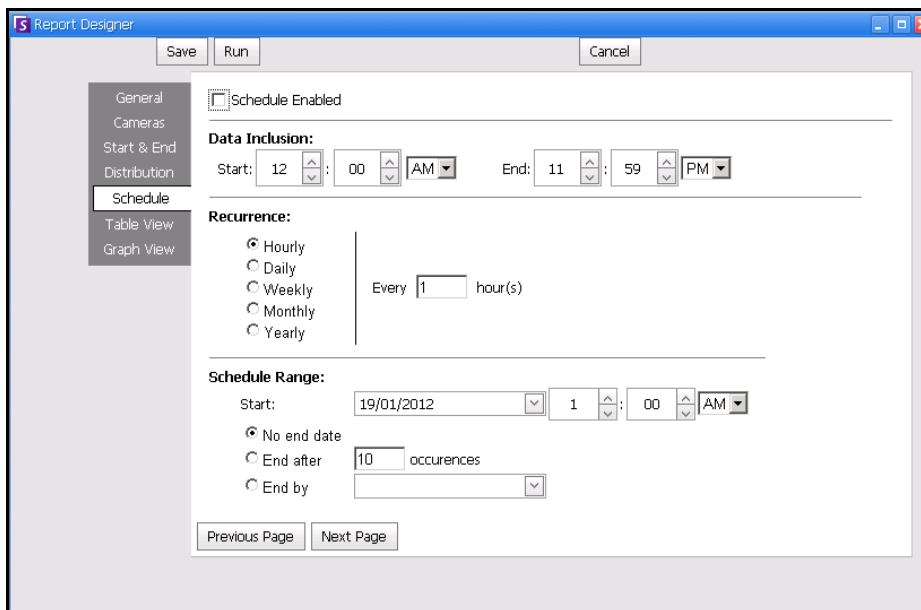 Report Designer
Save Run Cancel
General
Cameras
Start & End
Distribution
Schedule
Table View
Graph View
Schedule Enabled
Data Inclusion:
Start: 12 : 00 AM End: 11 : 59 PM
Recurrence:
Hourly
Daily
Weekly
Monthly
Yearly
Every 1 hour(s)
Schedule Range:
Start: 19/01/2012 1 : 00 AM
No end date
End after 10 occurences
End by
Previous Page Next Page